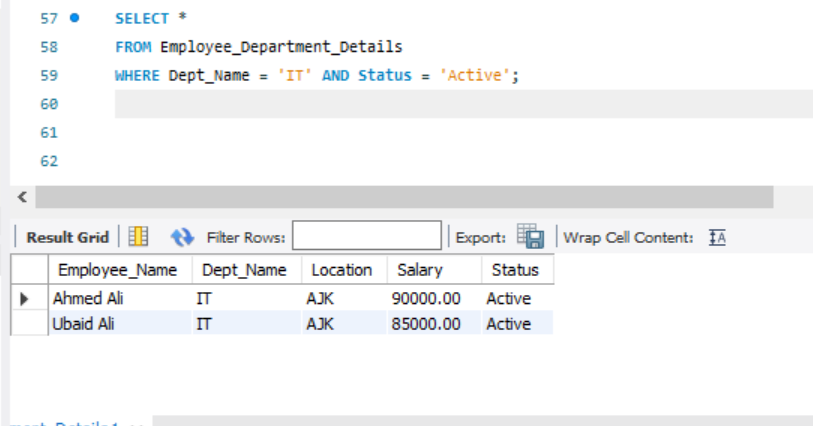 57 SELECT *
58 FROM Employee_Department_Details
59 WHERE Dept_Name = 'IT' AND Status = 'Active';
60
61
62
Result Grid Filter Rows: Export: Wrap Cell Content:
Employee_Name Dept_Name Location Salary Status
Ahmed Ali IT AJK 90000.00 Active
Ubaid Ali IT AJK 85000.00 Active